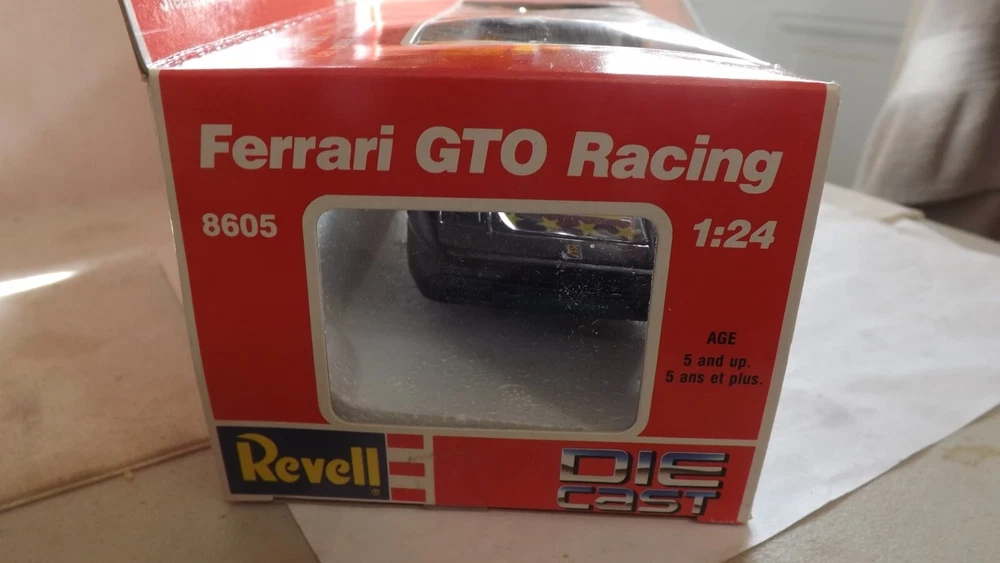 Ferrari GTO Racing
8605
1:24
AGE
5 and up.
5 ans et plus.
Revell®
DIE
CAST